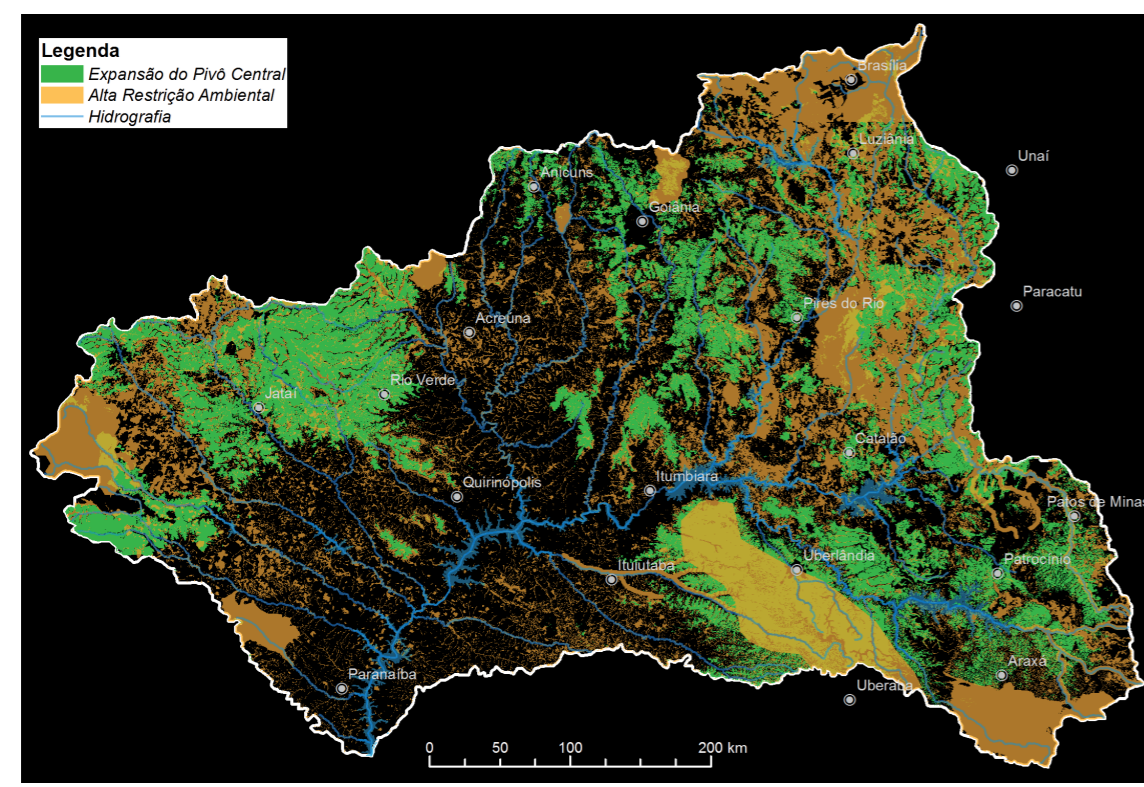 Legenda
Expansão do Pivô Central
Alta Restrição Ambiental
Hidrografia
Brasília
Luziânia
Unaí
Anicuns
Goiânia
Paracatu
Pires do Rio
Acreúna
Rio Verde
Jataí
Catalão
Itumbiara
Quirinópolis
Patos de Minas
Uberlândia
Patrocínio
Ituiutaba
Araxá
Paranaíba
Uberaba
0 50 100 200 km